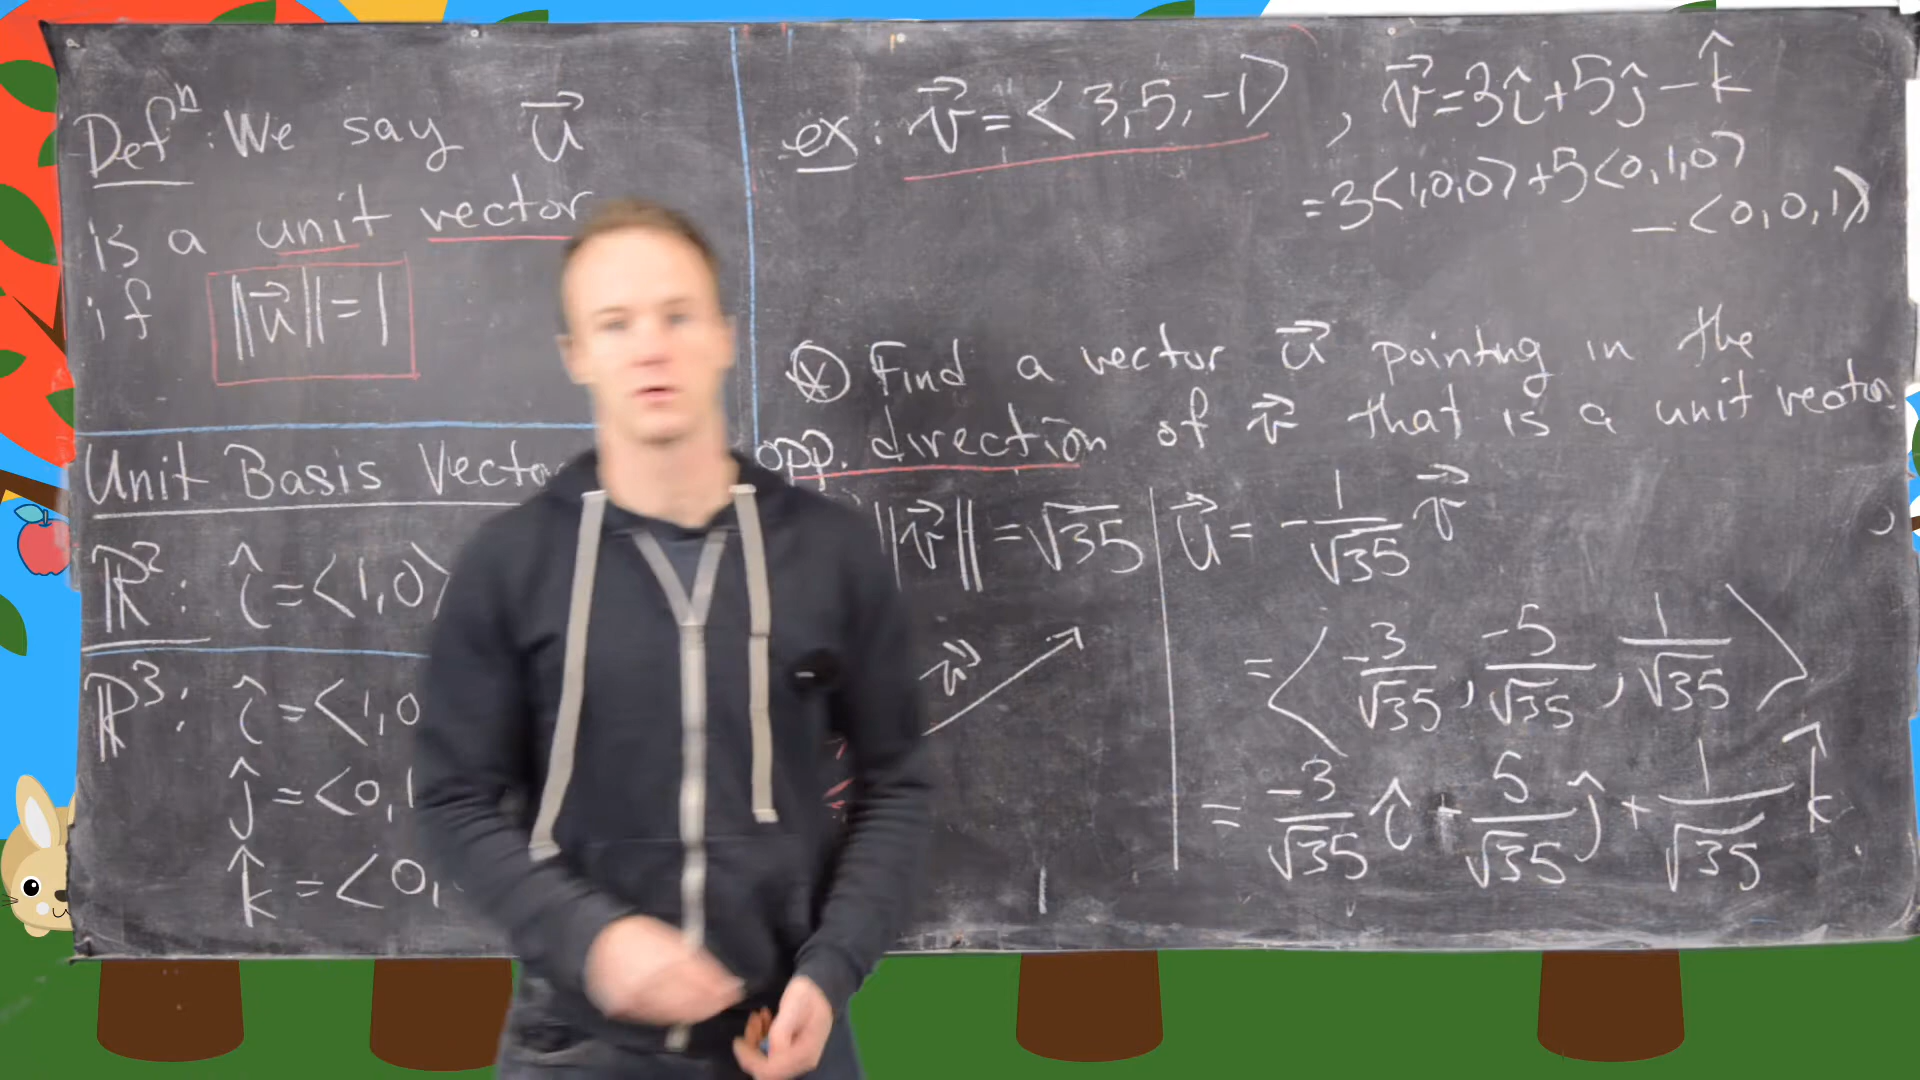 Defⁿ: We say u⃗
is a unit vector
if ||u⃗|| = 1
Unit Basis Vecto
ℝ²: î = <1,0>
ℝ³: î = <1,0
ĵ = <0,1
k̂ = <0,
ex: v⃗ = <3,5,-1> , v⃗ = 3î + 5ĵ - k̂
= 3<1,0,0> + 5<0,1,0>
- <0,0,1>
⊛ Find a vector u⃗ pointing in the
opp. direction of v⃗ that is a unit vector.
||v⃗|| = √35
v⃗
u⃗ = -1/√35 v⃗
= <-3/√35, -5/√35, 1/√35>
= -3/√35 î + 5/√35 ĵ + 1/√35 k̂